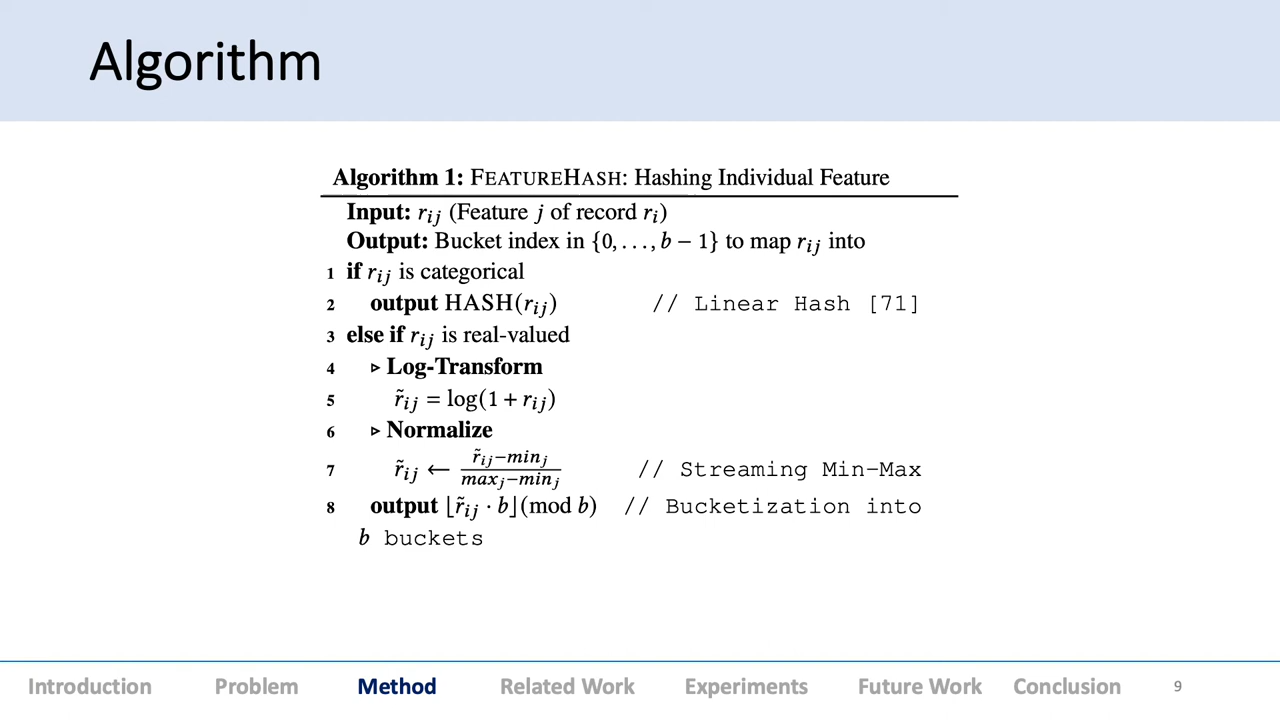 Algorithm
Algorithm 1: FEATUREHASH: Hashing Individual Feature
Input: r_ij (Feature j of record r_i)
Output: Bucket index in {0, . . . , b − 1} to map r_ij into
1 if r_ij is categorical
2 output HASH(r_ij) // Linear Hash [71]
3 else if r_ij is real-valued
4 ▹ Log-Transform
5 r̃_ij = log(1 + r_ij)
6 ▹ Normalize
7 r̃_ij ← (r̃_ij−min_j)/(max_j−min_j) // Streaming Min-Max
8 output ⌊r̃_ij · b⌋(mod b) // Bucketization into
b buckets
Introduction Problem Method Related Work Experiments Future Work Conclusion 9